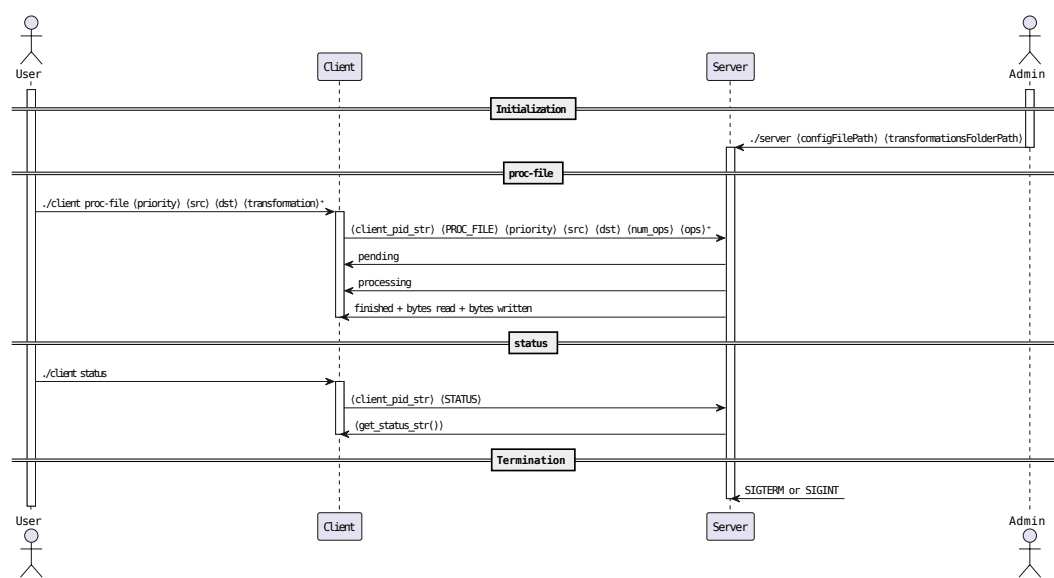 User
Client
Server
Admin
Initialization
./server ⟨configFilePath⟩ ⟨transformationsFolderPath⟩
proc-file
./client proc-file ⟨priority⟩ ⟨src⟩ ⟨dst⟩ ⟨transformation⟩⁺
⟨client_pid_str⟩ ⟨PROC_FILE⟩ ⟨priority⟩ ⟨src⟩ ⟨dst⟩ ⟨num_ops⟩ ⟨ops⟩⁺
pending
processing
finished + bytes read + bytes written
status
./client status
⟨client_pid_str⟩ ⟨STATUS⟩
⟨get_status_str()⟩
Termination
SIGTERM or SIGINT
User
Client
Server
Admin